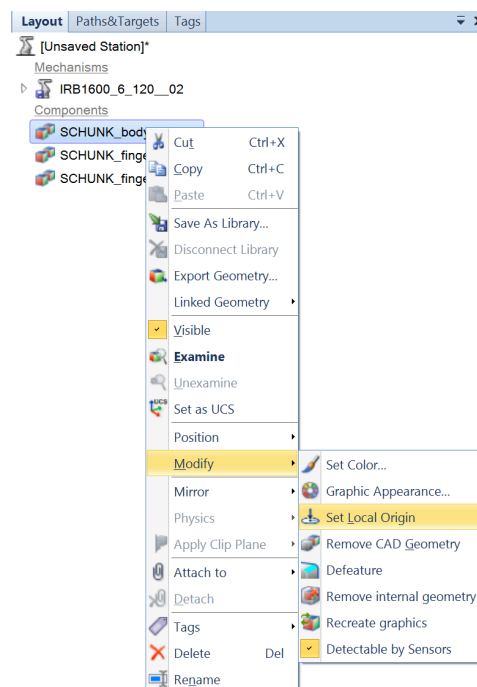 Layout Paths&Targets Tags
[Unsaved Station]*
Mechanisms
IRB1600_6_120__02
Components
SCHUNK_body
SCHUNK_finge
SCHUNK_finge
Cut Ctrl+X
Copy Ctrl+C
Paste Ctrl+V
Save As Library...
Disconnect Library
Export Geometry...
Linked Geometry
Visible
Examine
Unexamine
UCS Set as UCS
Position
Modify
Mirror
Physics
Apply Clip Plane
Attach to
Detach
Tags
Delete Del
Rename
Set Color...
Graphic Appearance...
Set Local Origin
Remove CAD Geometry
Defeature
Remove internal geometry
Recreate graphics
Detectable by Sensors